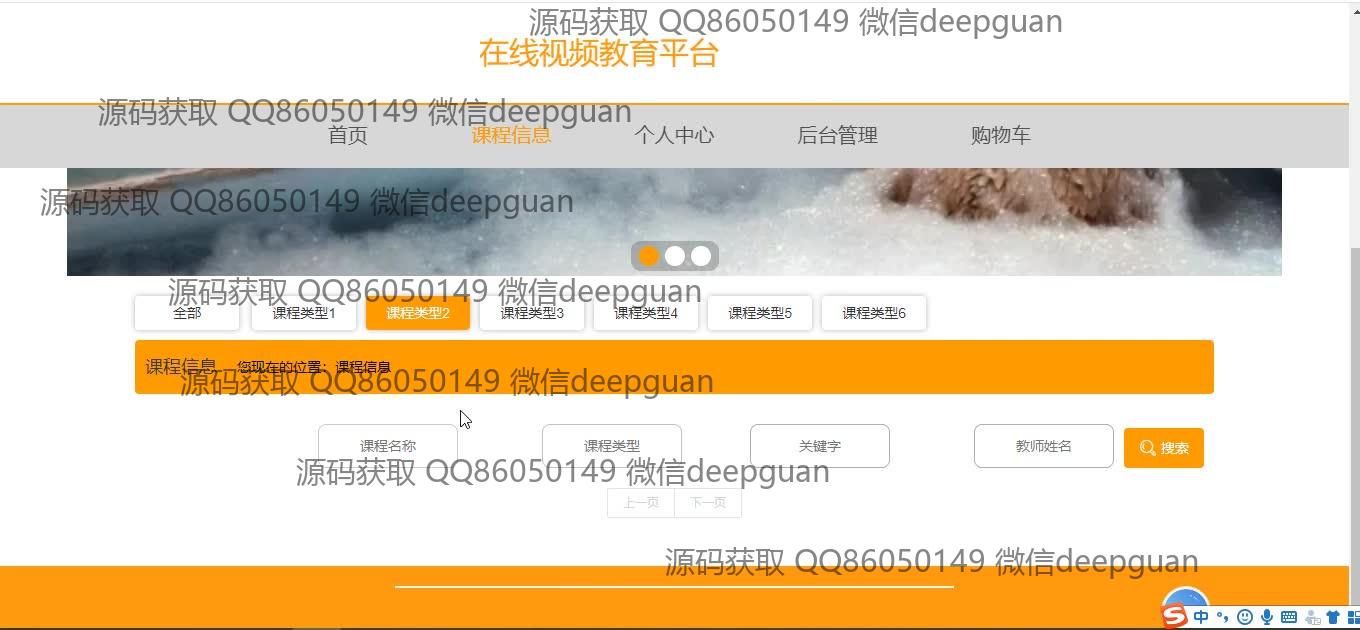 源码获取 QQ86050149 微信deepguan
在线视频教育平台
源码获取 QQ86050149 微信deepguan
首页 课程信息 个人中心 后台管理 购物车
源码获取 QQ86050149 微信deepguan
源码获取 QQ86050149 微信deepguan
全部 课程类型1 课程类型2 课程类型3 课程类型4 课程类型5 课程类型6
课程信息 您现在的位置：课程信息
源码获取 QQ86050149 微信deepguan
课程名称 课程类型 关键字 教师姓名 搜索
源码获取 QQ86050149 微信deepguan
上一页 下一页
源码获取 QQ86050149 微信deepguan
S 中